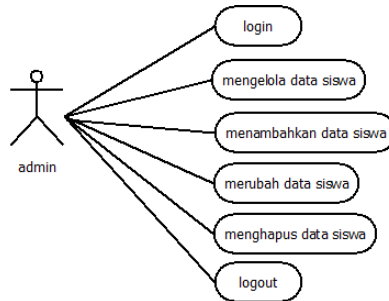 login
mengelola data siswa
menambahkan data siswa
admin
merubah data siswa
menghapus data siswa
logout